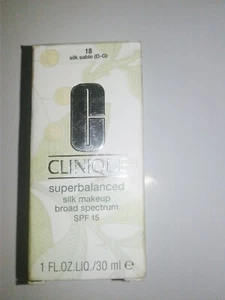 18
silk sable (D-G)
C
CLINIQUE
superbalanced
silk makeup
broad spectrum
SPF 15
1 FL.OZ.LIQ./30 ml e